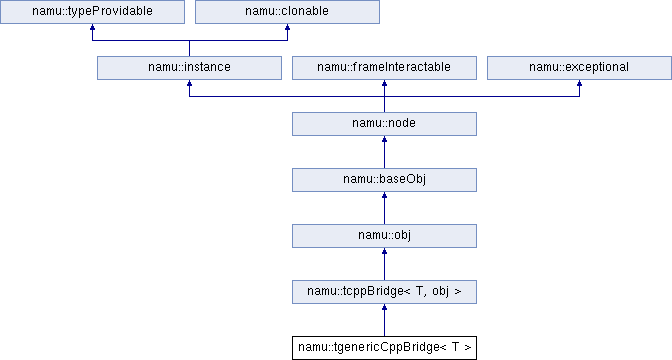 namu::typeProvidable
namu::clonable
namu::instance
namu::frameInteractable
namu::exceptional
namu::node
namu::baseObj
namu::obj
namu::tcppBridge< T, obj >
namu::tgenericCppBridge< T >